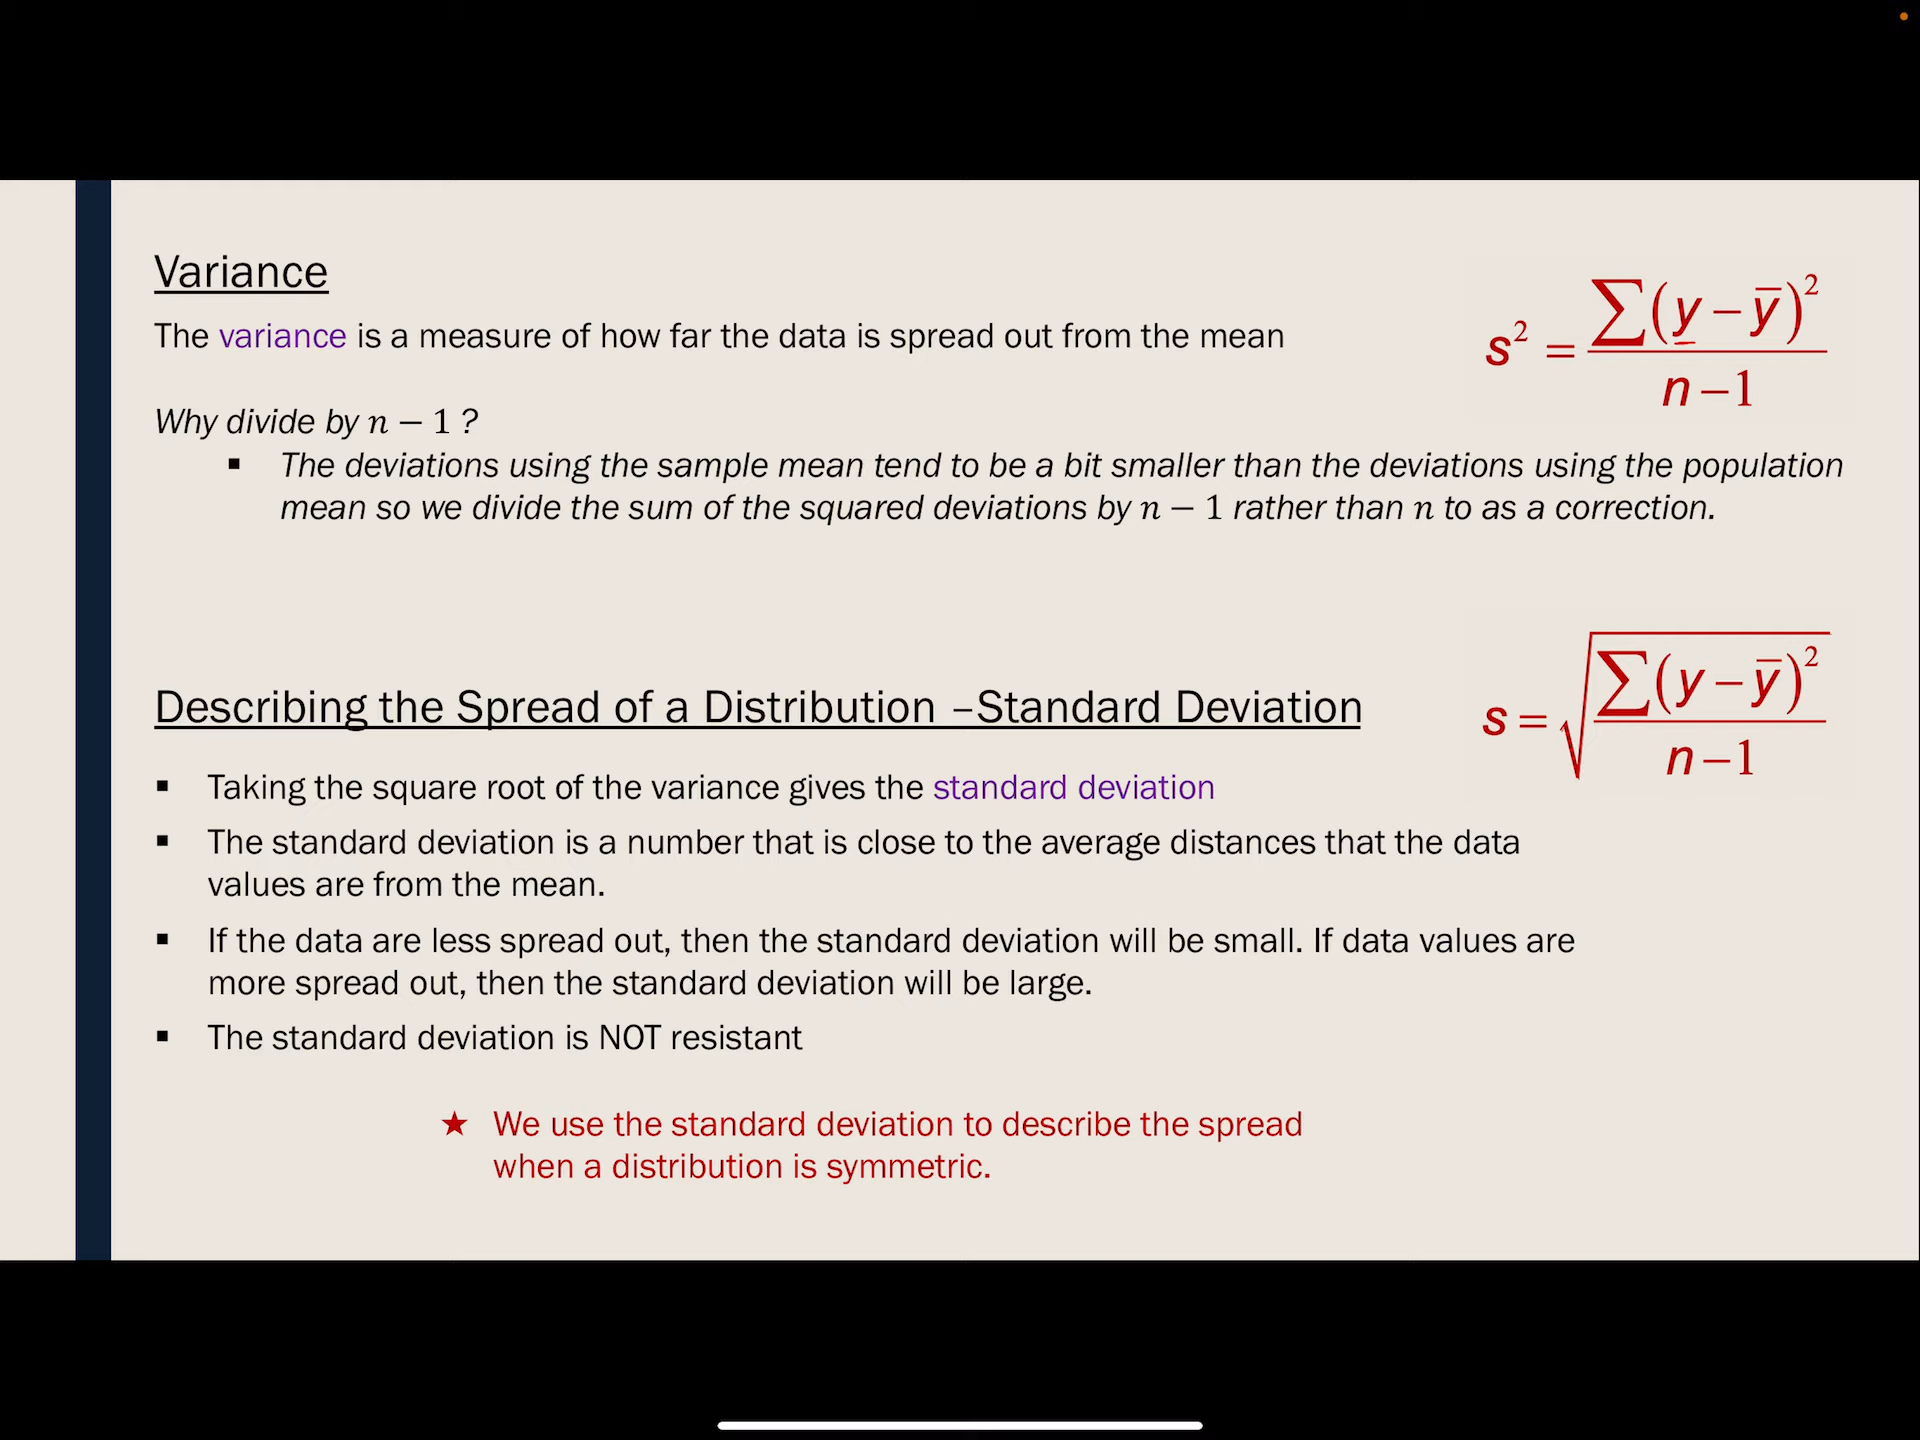 Variance
The variance is a measure of how far the data is spread out from the mean
s² = ∑(y − ȳ)² / n − 1
Why divide by n − 1 ?
▪ The deviations using the sample mean tend to be a bit smaller than the deviations using the population
mean so we divide the sum of the squared deviations by n − 1 rather than n to as a correction.
Describing the Spread of a Distribution –Standard Deviation
s = √(∑(y − ȳ)² / n − 1)
▪ Taking the square root of the variance gives the standard deviation
▪ The standard deviation is a number that is close to the average distances that the data
values are from the mean.
▪ If the data are less spread out, then the standard deviation will be small. If data values are
more spread out, then the standard deviation will be large.
▪ The standard deviation is NOT resistant
★ We use the standard deviation to describe the spread
when a distribution is symmetric.